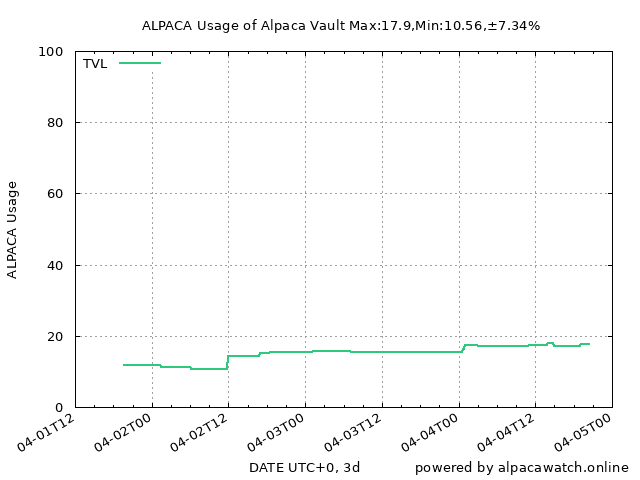 ALPACA Usage of Alpaca Vault Max:17.9,Min:10.56,±7.34%
TVL
100
80
60
40
20
0
ALPACA Usage
04-01T12
04-02T00
04-02T12
04-03T00
04-03T12
04-04T00
04-04T12
04-05T00
DATE UTC+0, 3d
powered by alpacawatch.online